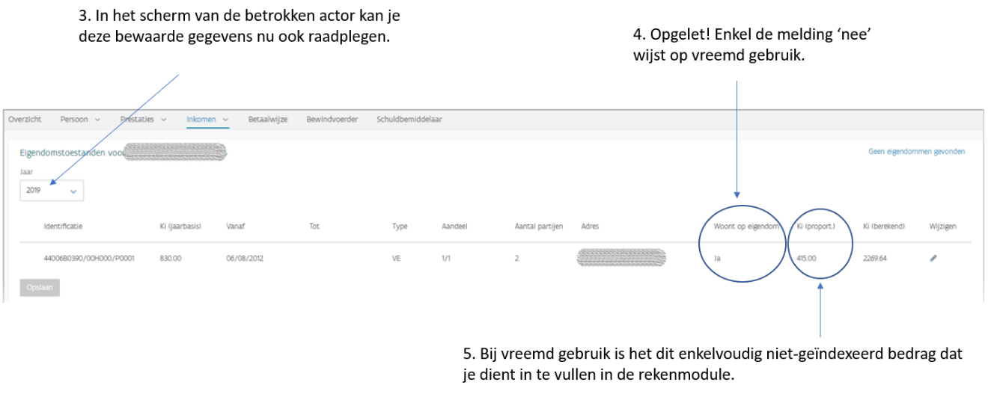 3. In het scherm van de betrokken actor kan je
deze bewaarde gegevens nu ook raadplegen.
4. Opgelet! Enkel de melding ‘nee’
wijst op vreemd gebruik.
Overzicht Persoon Prestaties Inkomen Betaalwijze Bewindvoerder Schuldbemiddelaar
Eigendomstoestanden voor
Geen eigendommen gevonden
Jaar
2019
Identificatie Ki (jaarbasis) Vanaf Tot Type Aandeel Aantal partijen Adres Woont op eigendom Ki (proport.) Ki (berekend) Wijzigen
44006B0390/00H000/P0001 830.00 06/08/2012 VE 1/1 2 Ja 415.00 2269.64
Opslaan
5. Bij vreemd gebruik is het dit enkelvoudig niet-geïndexeerd bedrag dat
je dient in te vullen in de rekenmodule.